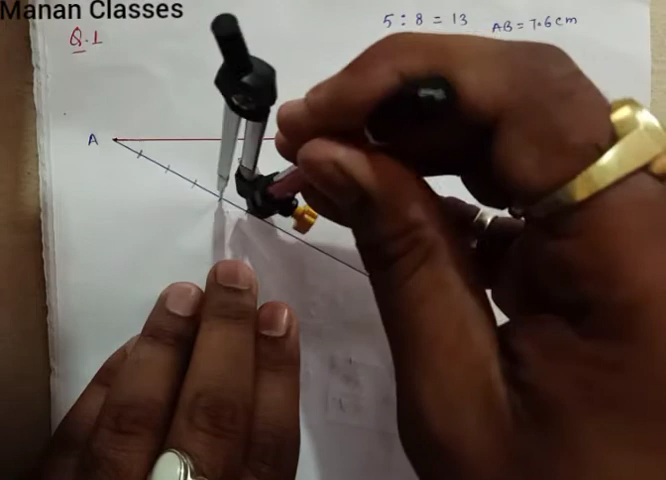 Manan Classes
5 : 8 = 13 AB = 7.6 cm
Q.1
A